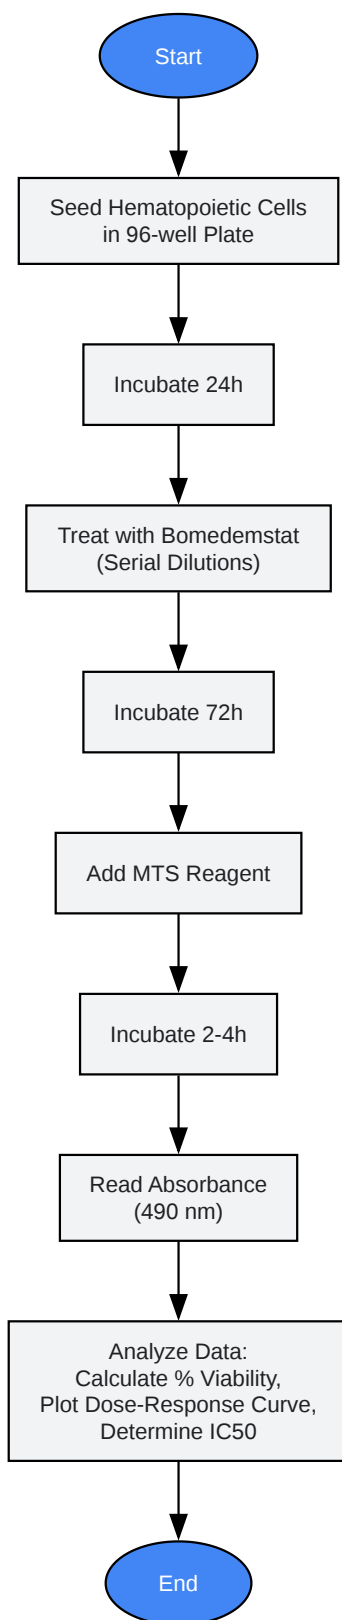 Start
Seed Hematopoietic Cells
in 96-well Plate
Incubate 24h
Treat with Bomedemstat
(Serial Dilutions)
Incubate 72h
Add MTS Reagent
Incubate 2-4h
Read Absorbance
(490 nm)
Analyze Data:
Calculate % Viability,
Plot Dose-Response Curve,
Determine IC50
End